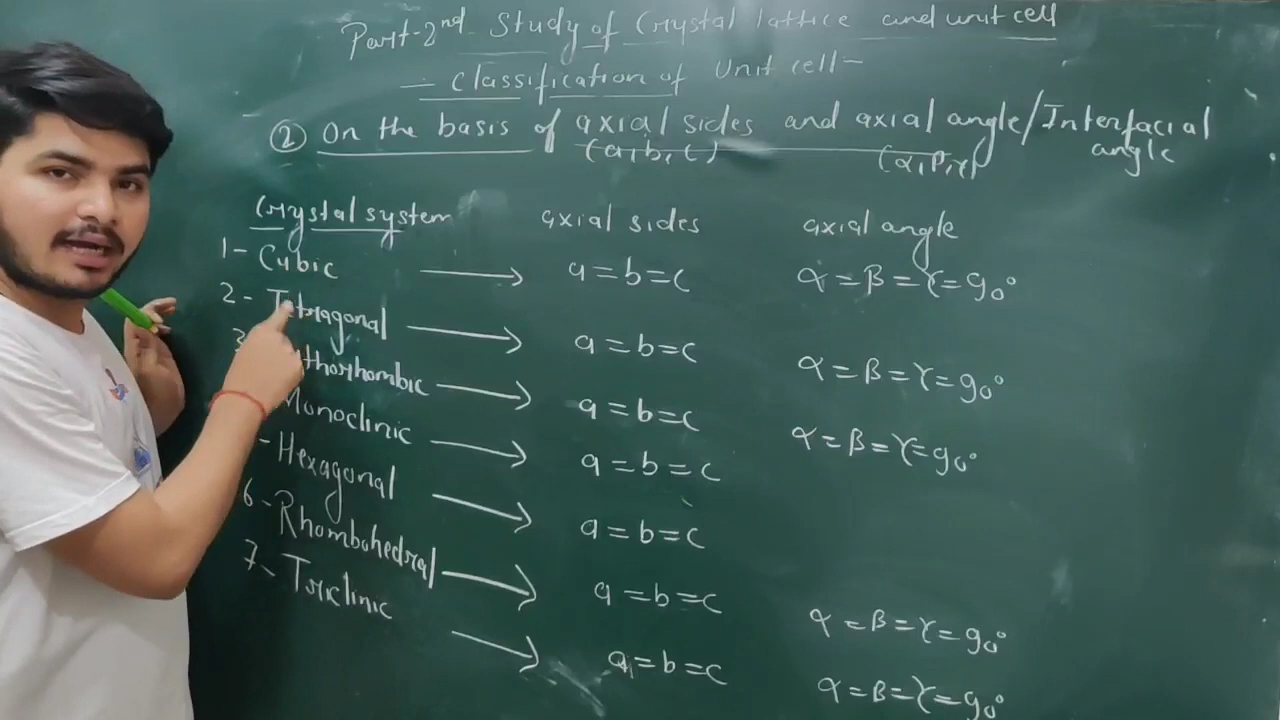 Part-2nd Study of Crystal lattice and unit cell
- Classification of Unit cell -
② On the basis of axial sides and axial angle/Interfacial angle
(a,b,c) (α,β,γ)
Crystal system axial sides axial angle
1- Cubic → a=b=c α=β=γ=90°
2- Tetragonal → a=b=c α=β=γ=90°
3 thorhombic → a=b=c α=β=γ=90°
Monoclinic → a=b=c
- Hexagonal → a=b=c
6- Rhombohedral → a=b=c α=β=γ=90°
7- Triclinic → a=b=c α=β=γ=90°